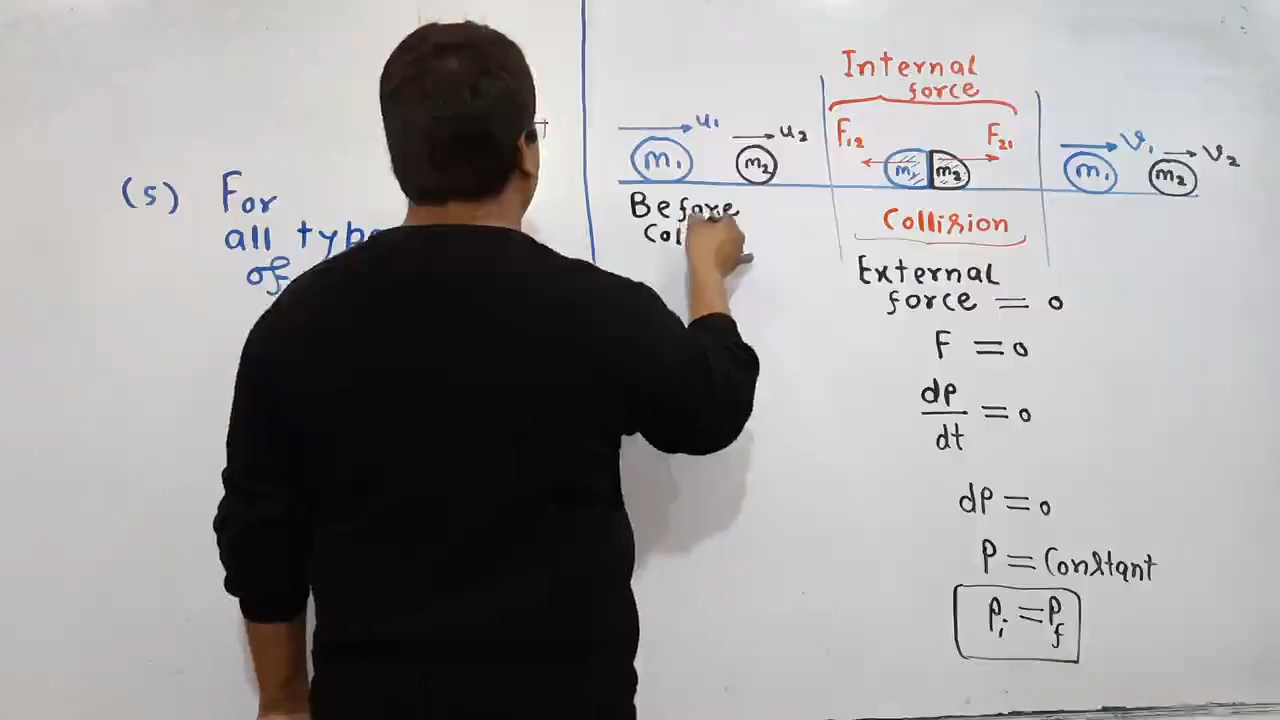 (5) For
all
of
u₁
u₂
m₁
m₂
Before
Internal
force
F₁₂
F₂₁
m₁
m₂
Collision
v₁
v₂
m₁
m₂
External
force = 0
F = 0
dp
dt
= 0
dp = 0
P = Constant
Pᵢ = P_f